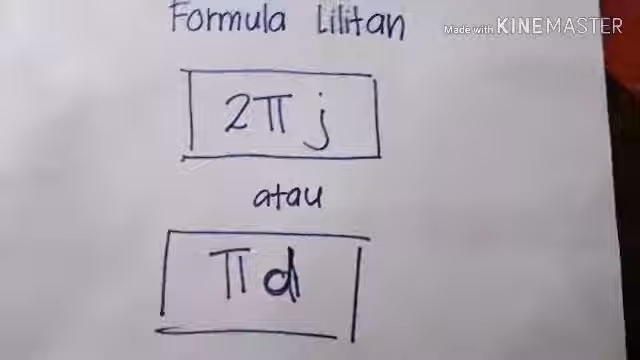 Formula Lilitan
Made with KINEMASTER
2π j
atau
πd